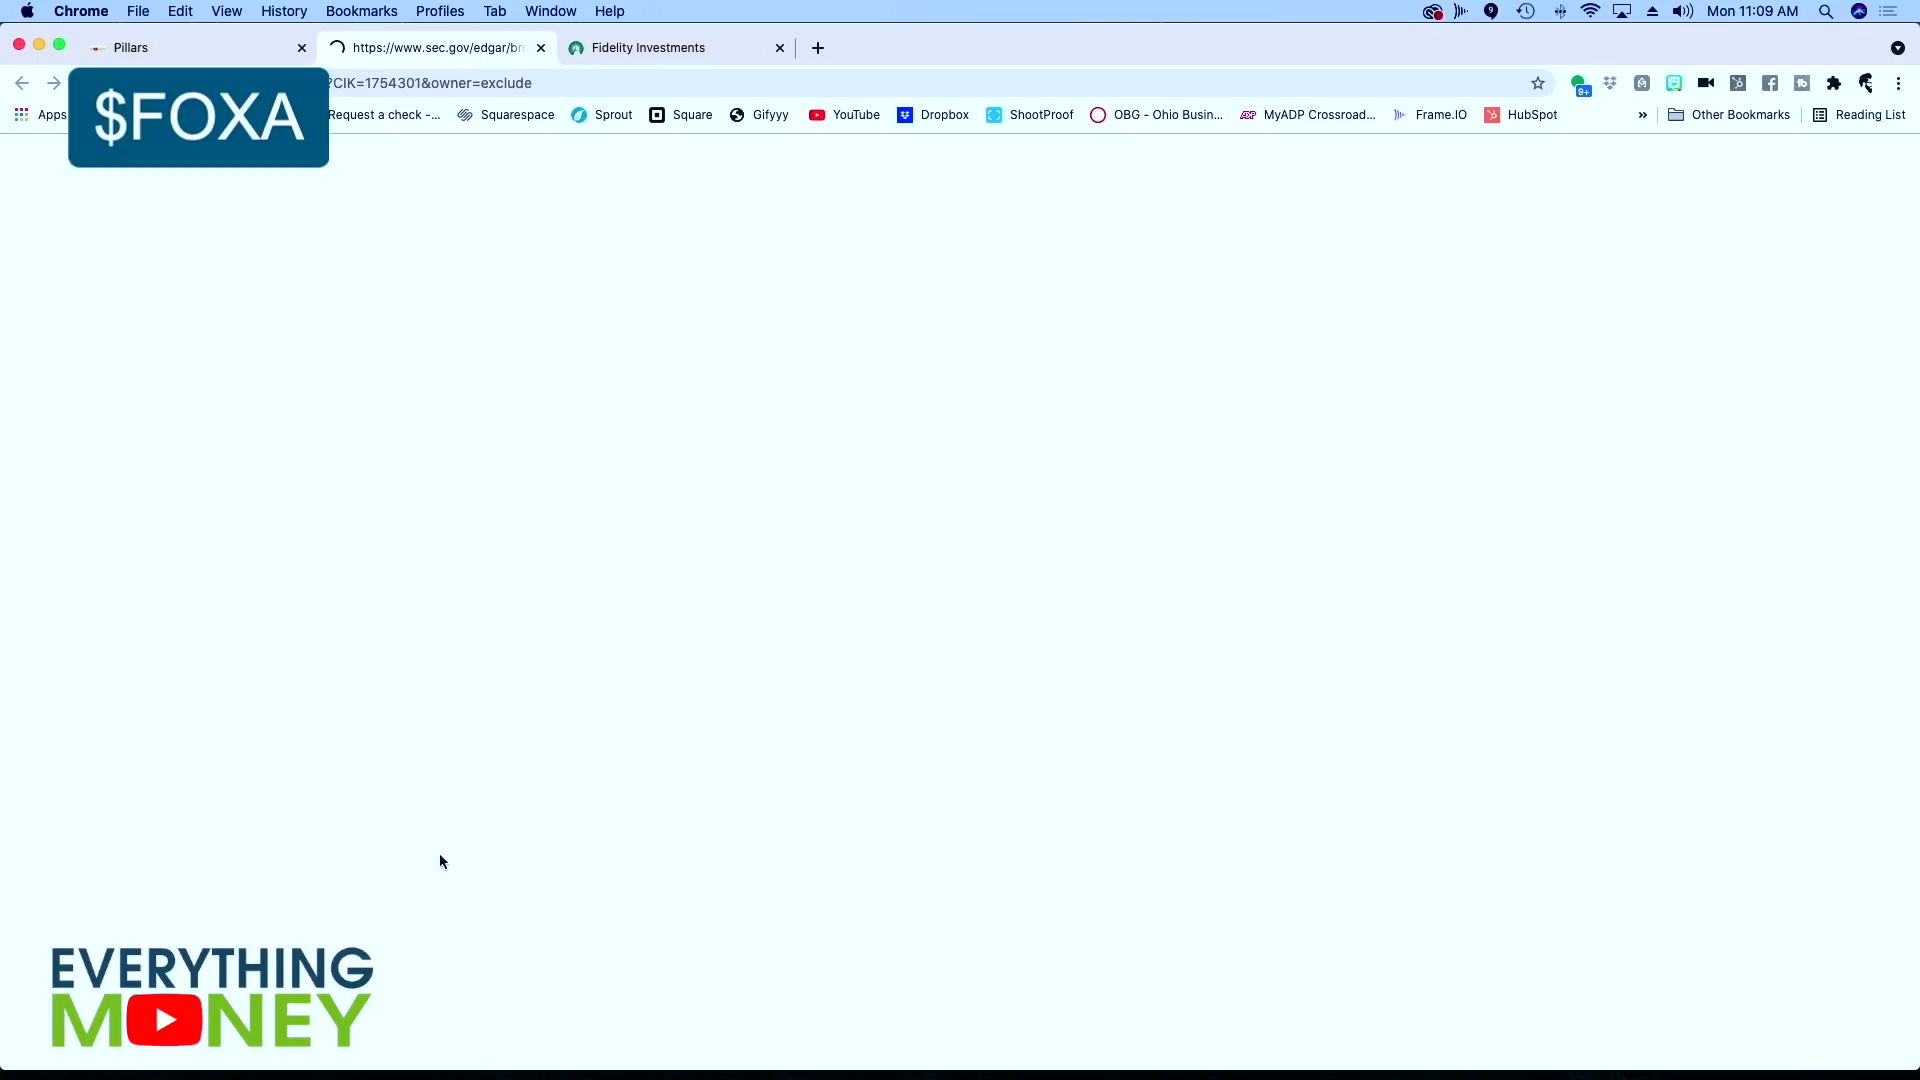 Chrome File Edit View History Bookmarks Profiles Tab Window Help Mon 11:09 AM
Pillars https://www.sec.gov/edgar/br Fidelity Investments
?CIK=1754301&owner=exclude 9+
$FOXA
Apps Request a check -... Squarespace Sprout Square Gifyyy YouTube Dropbox ShootProof OBG - Ohio Busin... ADP MyADP Crossroad... Frame.IO HubSpot » Other Bookmarks Reading List
EVERYTHING
MONEY